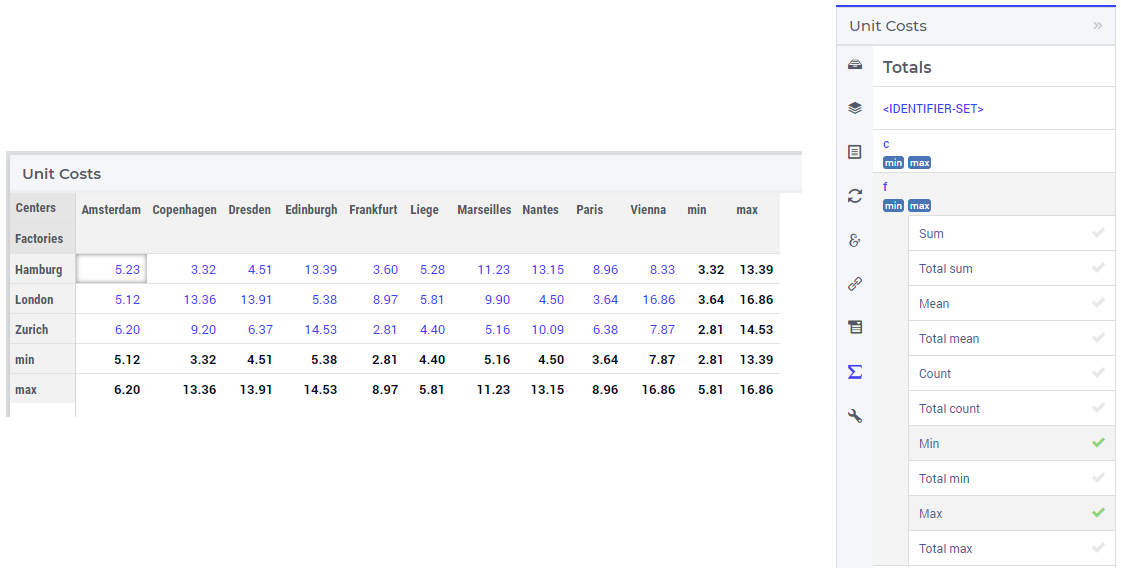 Unit Costs
Centers Amsterdam Copenhagen Dresden Edinburgh Frankfurt Liege Marseilles Nantes Paris Vienna min max
Factories
Hamburg 5.23 3.32 4.51 13.39 3.60 5.28 11.23 13.15 8.96 8.33 3.32 13.39
London 5.12 13.36 13.91 5.38 8.97 5.81 9.90 4.50 3.64 16.86 3.64 16.86
Zurich 6.20 9.20 6.37 14.53 2.81 4.40 5.16 10.09 6.38 7.87 2.81 14.53
min 5.12 3.32 4.51 5.38 2.81 4.40 5.16 4.50 3.64 7.87 2.81 13.39
max 6.20 13.36 13.91 14.53 8.97 5.81 11.23 13.15 8.96 16.86 5.81 16.86
Unit Costs »
Totals
<IDENTIFIER-SET>
c
min max
f
min max
Sum
Total sum
Mean
Total mean
Count
Total count
Min
Total min
Max
Total max